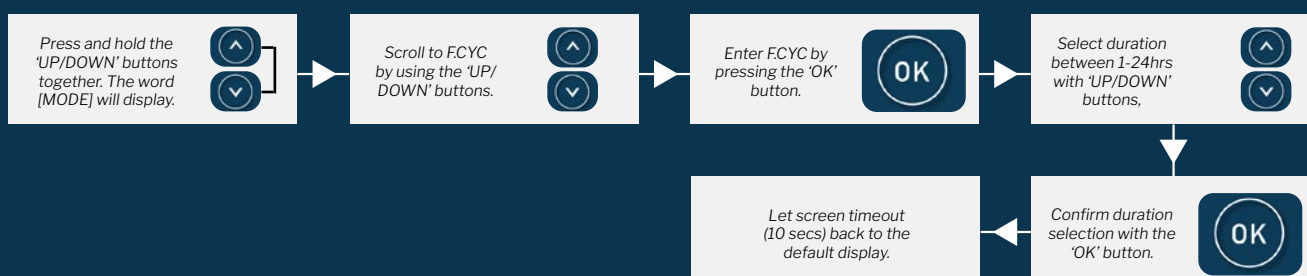 Press and hold the
‘UP/DOWN’ buttons
together. The word
[MODE] will display.
Scroll to F.CYC
by using the ‘UP/
DOWN’ buttons.
Enter F.CYC by
pressing the ‘OK’
button.
OK
Select duration
between 1-24hrs
with ‘UP/DOWN’
buttons,
Confirm duration
selection with the
‘OK’ button.
OK
Let screen timeout
(10 secs) back to the
default display.